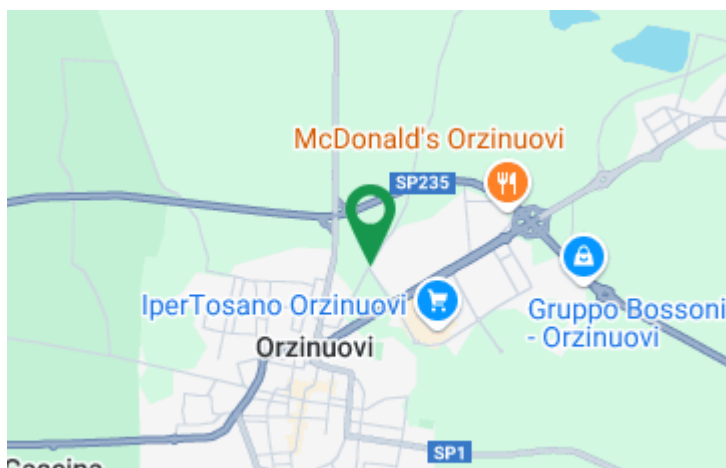 McDonald's Orzinuovi
SP235
IperTosano Orzinuovi
Gruppo Bossoni
- Orzinuovi
Orzinuovi
SP1